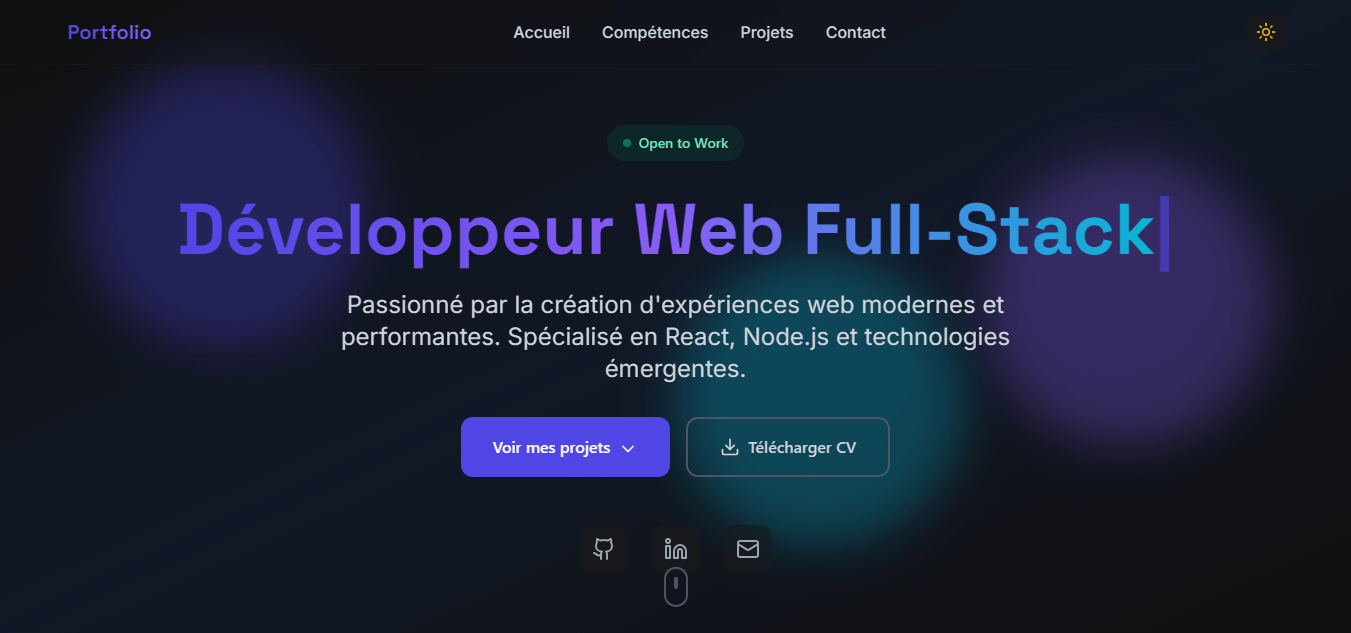 Portfolio
Accueil Compétences Projets Contact
Open to Work
Développeur Web Full-Stack|
Passionné par la création d'expériences web modernes et
performantes. Spécialisé en React, Node.js et technologies
émergentes.
Voir mes projets Télécharger CV